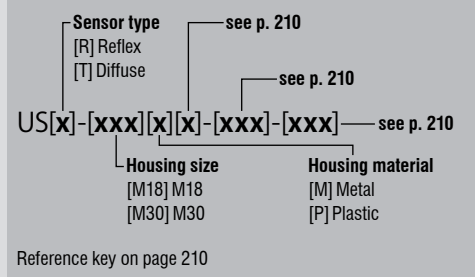 Sensor type
[R] Reflex
[T] Diffuse
see p. 210
see p. 210
US[x]-[xxx][x][x]-[xxx]-[xxx] see p. 210
Housing size
[M18] M18
[M30] M30
Housing material
[M] Metal
[P] Plastic
Reference key on page 210